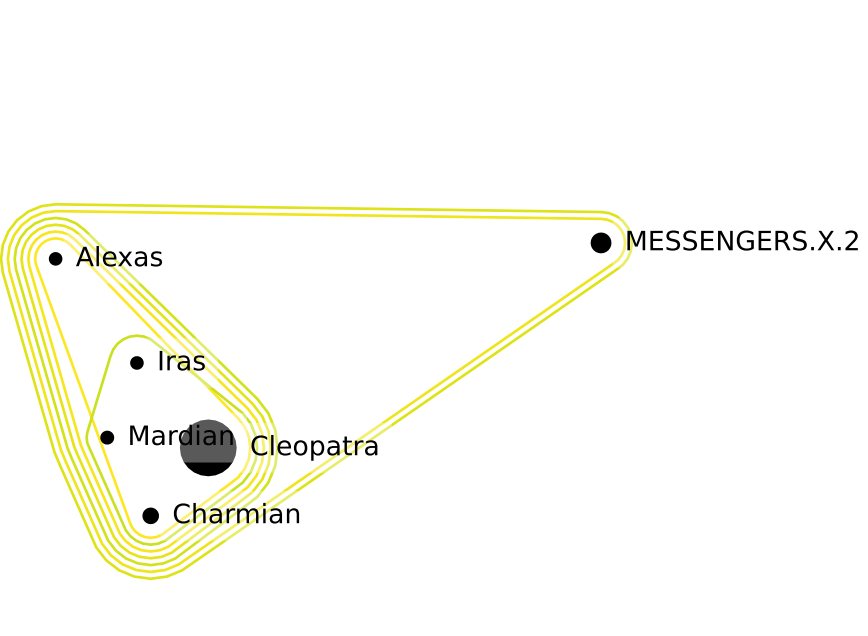 MESSENGERS.X.2
Alexas
Iras
Mardian
Cleopatra
Charmian